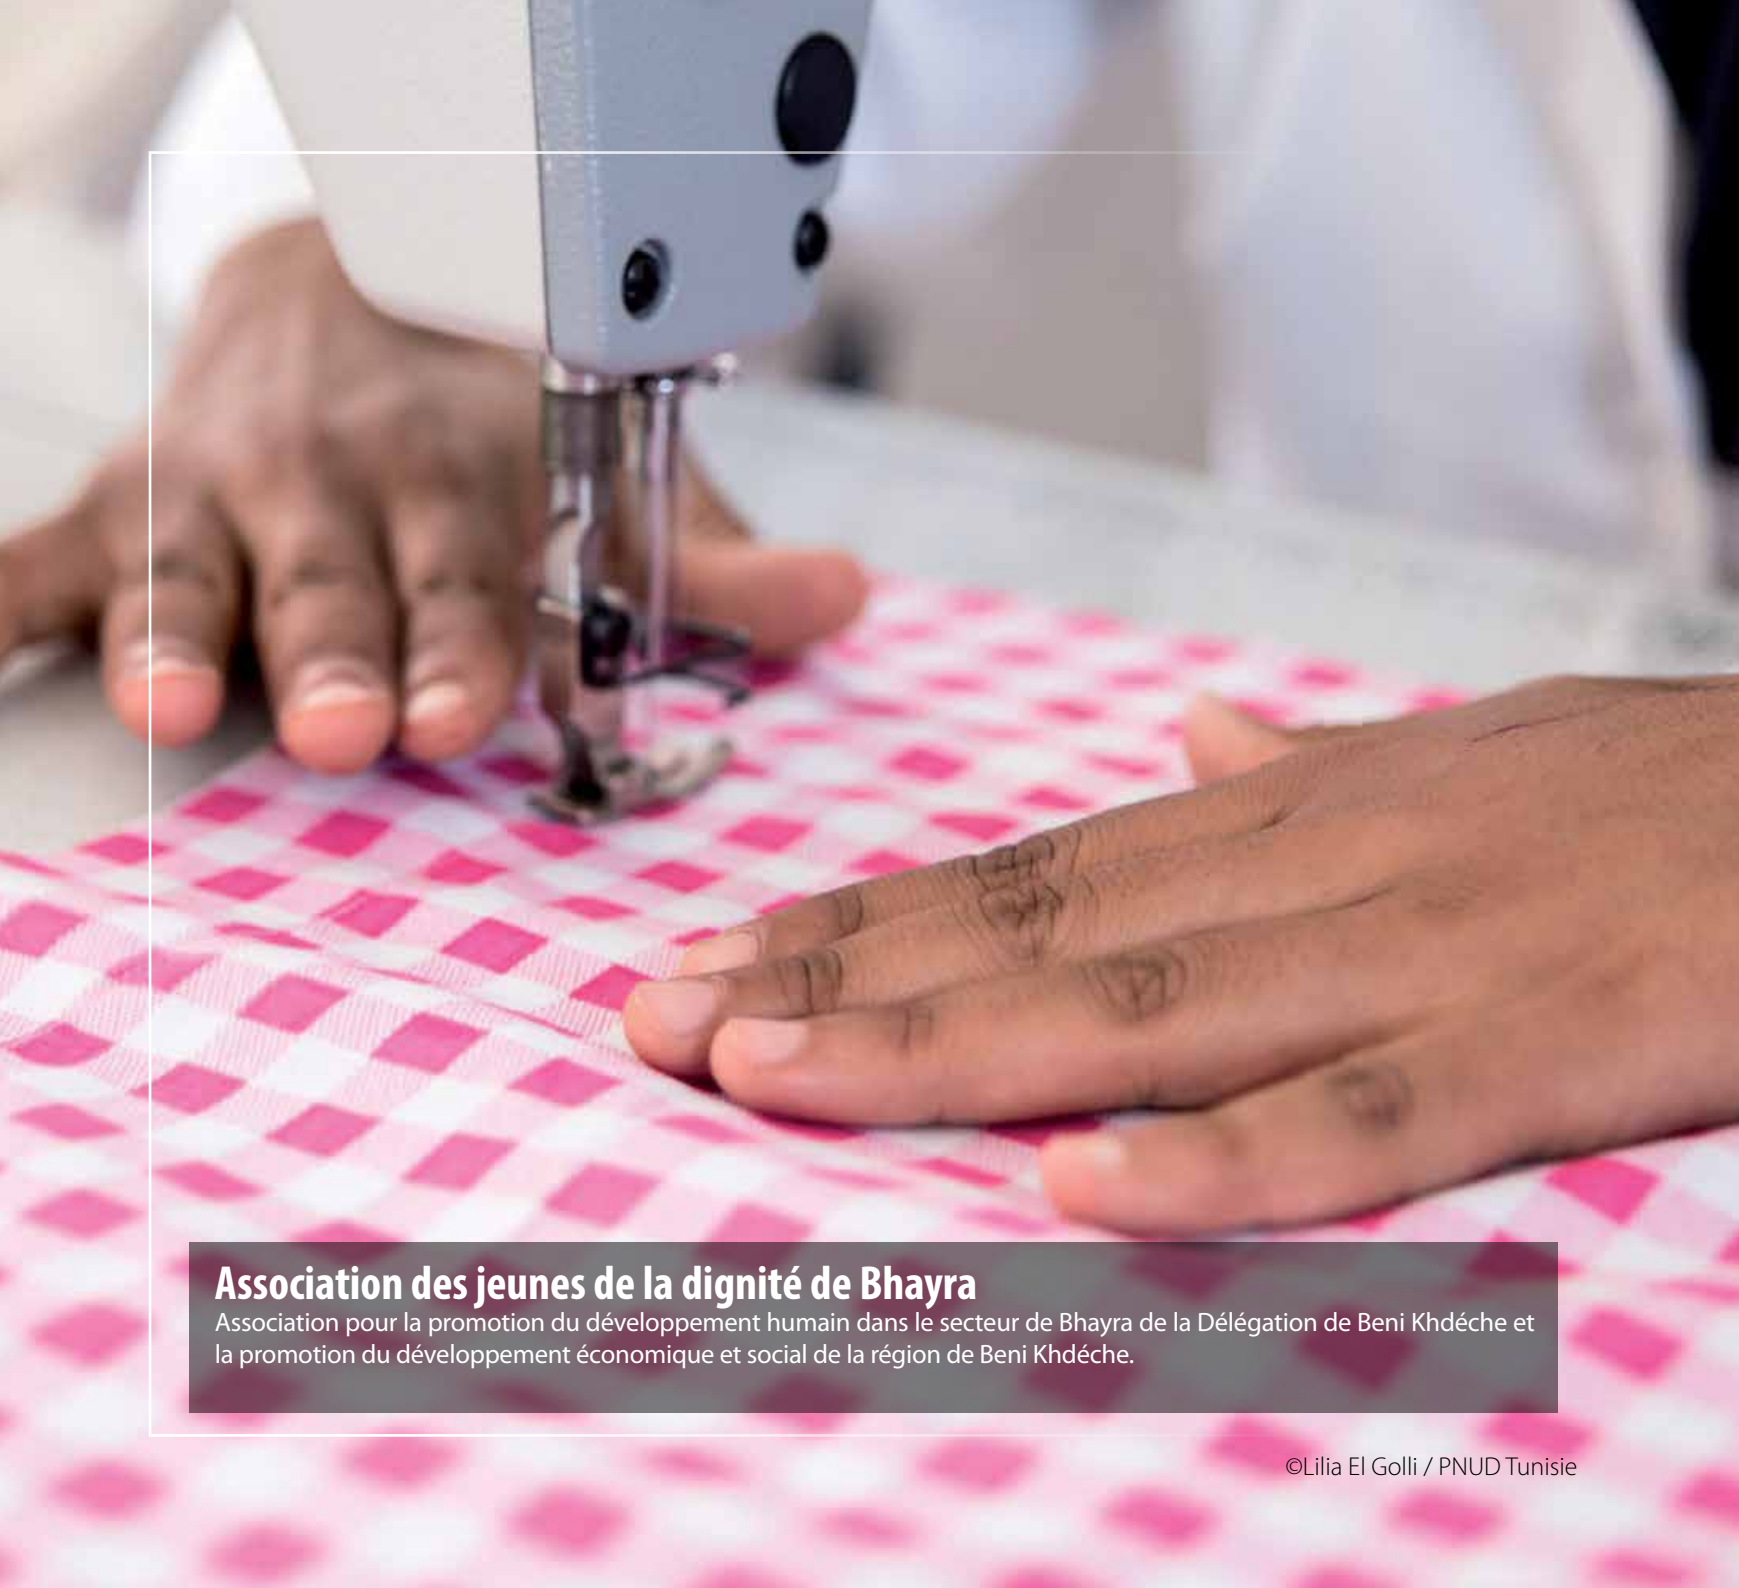 Association des jeunes de la dignité de Bhayra
Association pour la promotion du développement humain dans le secteur de Bhayra de la Délégation de Beni Khdéche et
la promotion du développement économique et social de la région de Beni Khdéche.
©Lilia El Golli / PNUD Tunisie